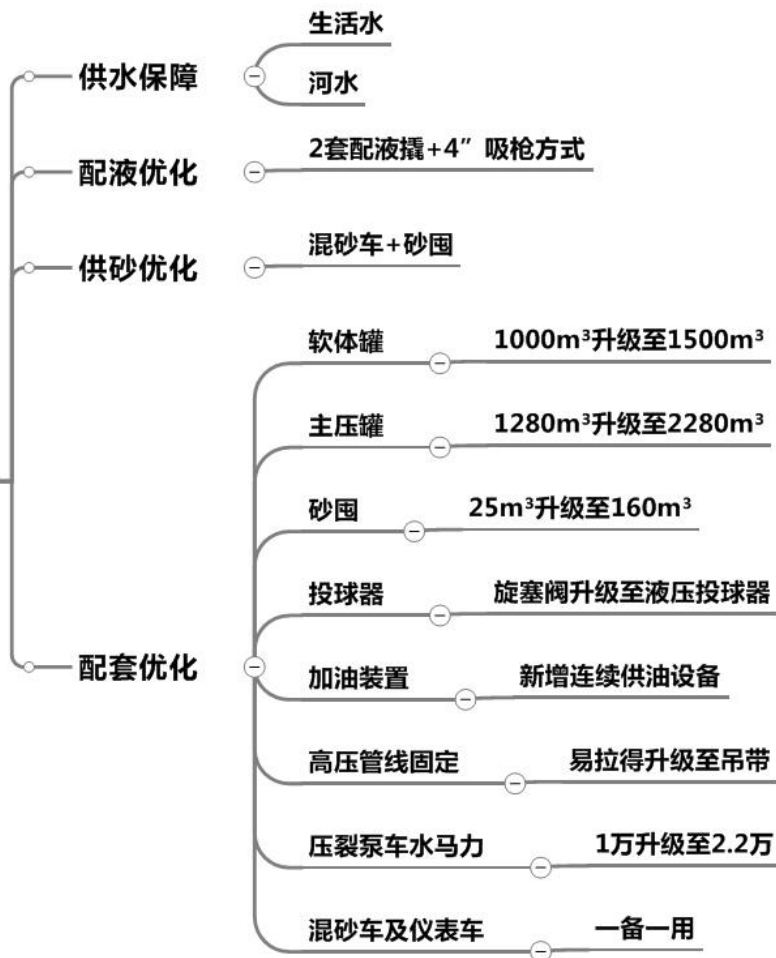 供水保障
生活水
河水
配液优化
2套配液撬+4”吸枪方式
供砂优化
混砂车+砂囤
配套优化
软体罐
1000m³升级至1500m³
主压罐
1280m³升级至2280m³
砂囤
25m³升级至160m³
投球器
旋塞阀升级至液压投球器
加油装置
新增连续供油设备
高压管线固定
易拉得升级至吊带
压裂泵车水马力
1万升级至2.2万
混砂车及仪表车
一备一用